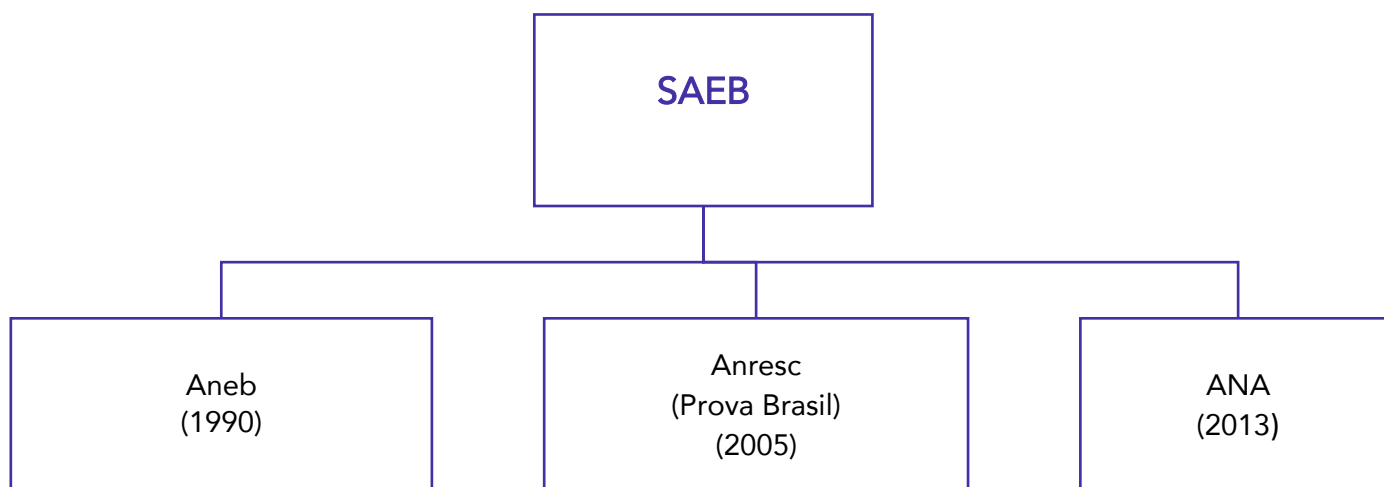 SAEB
Aneb
(1990)
Anresc
(Prova Brasil)
(2005)
ANA
(2013)